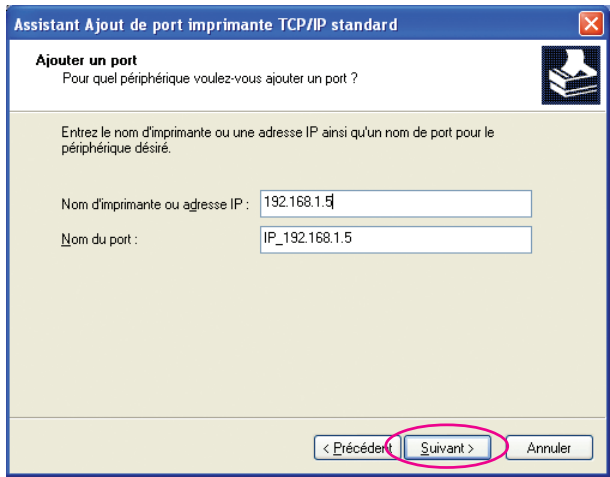 Assistant Ajout de port imprimante TCP/IP standard
Ajouter un port
Pour quel périphérique voulez-vous ajouter un port ?
Entrez le nom d'imprimante ou une adresse IP ainsi qu'un nom de port pour le
périphérique désiré.
Nom d'imprimante ou adresse IP : 192.168.1.5
Nom du port : IP_192.168.1.5
< Précédent Suivant > Annuler